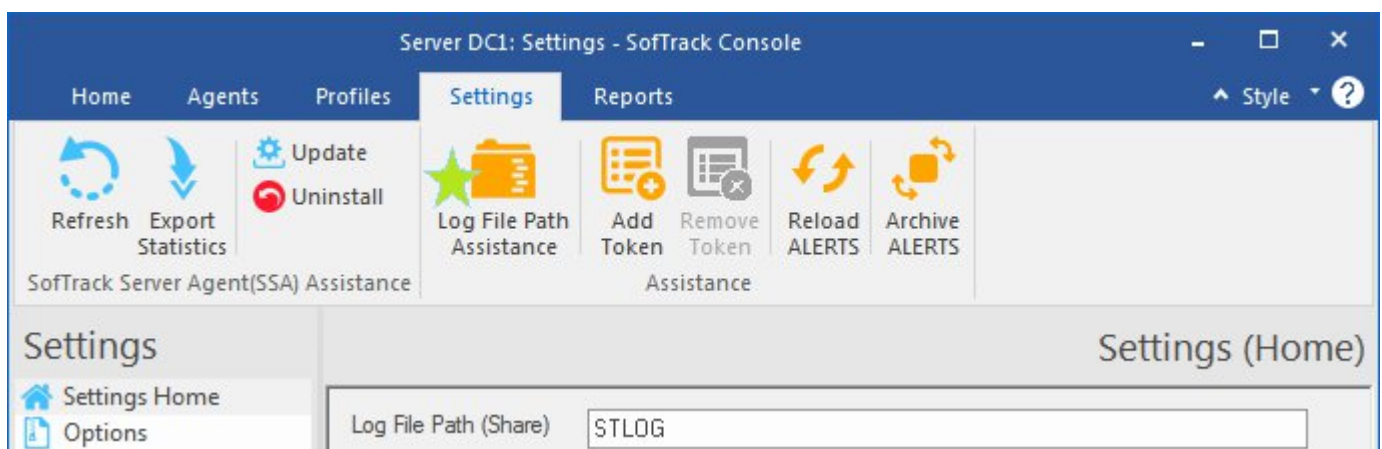 Server DC1: Settings - SofTrack Console
Home Agents Profiles Settings Reports Style ?
Update
Uninstall
Refresh Export Statistics
Log File Path Assistance
Add Token
Remove Token
Reload ALERTS
Archive ALERTS
SofTrack Server Agent(SSA) Assistance Assistance
Settings Settings (Home)
Settings Home
Options
Log File Path (Share) STLOG